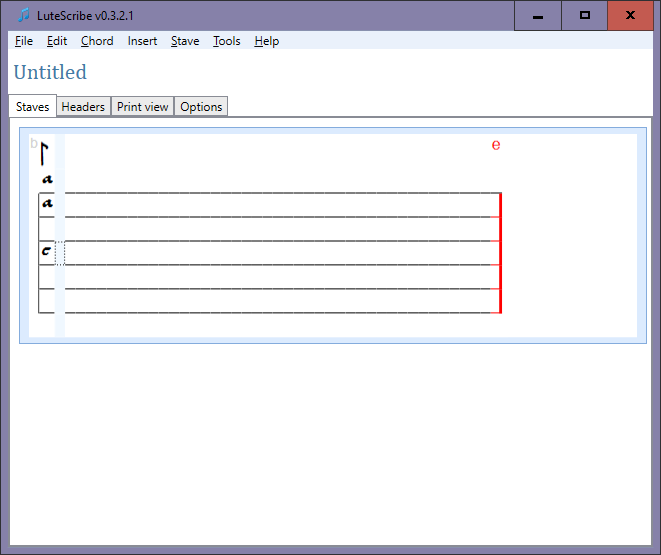 LuteScribe v0.3.2.1
File Edit Chord Insert Stave Tools Help
Untitled
Staves Headers Print view Options
b e
a
a
c